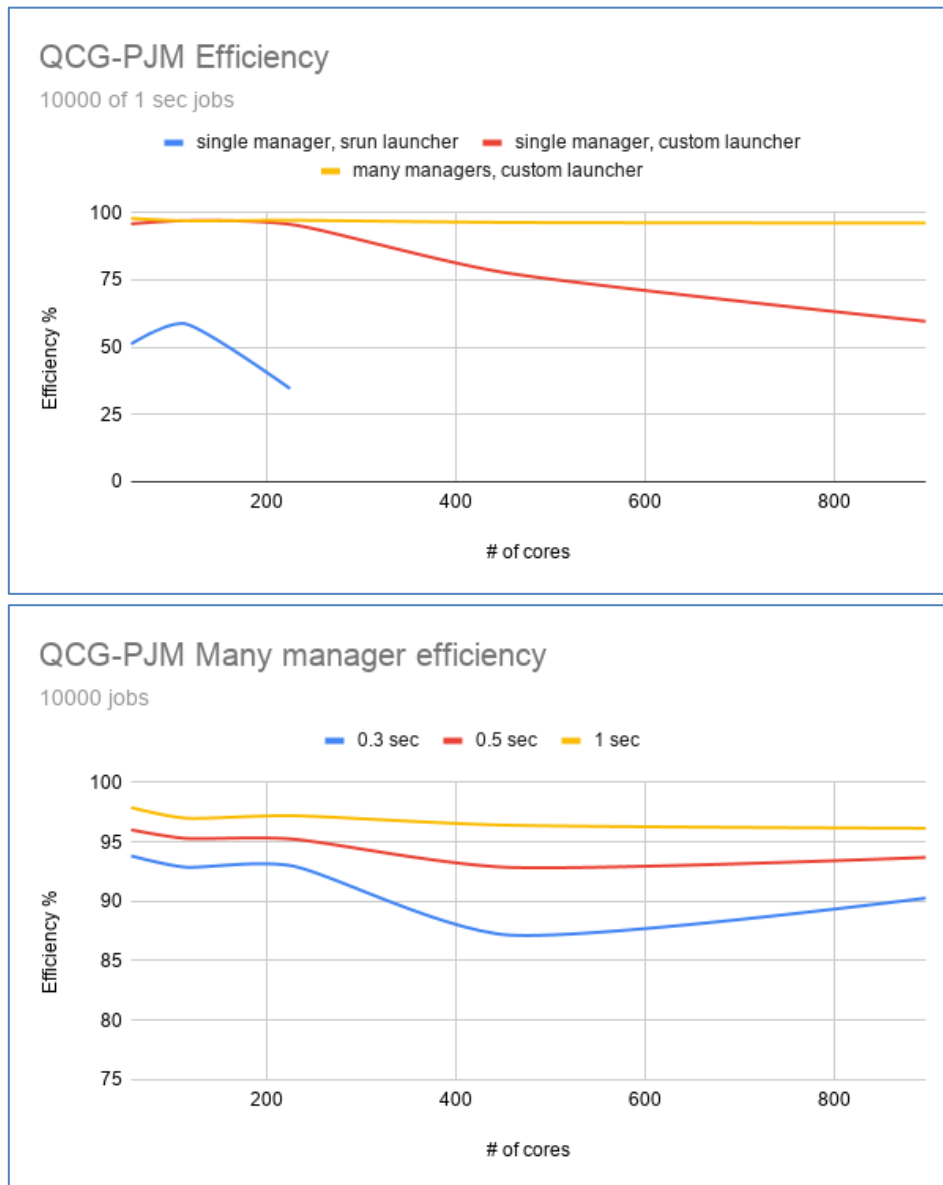 QCG-PJM Efficiency
10000 of 1 sec jobs
single manager, srun launcher single manager, custom launcher
many managers, custom launcher
100
75
50
25
0
Efficiency %
200 400 600 800
# of cores
QCG-PJM Many manager efficiency
10000 jobs
0.3 sec 0.5 sec 1 sec
100
95
90
85
80
75
Efficiency %
200 400 600 800
# of cores